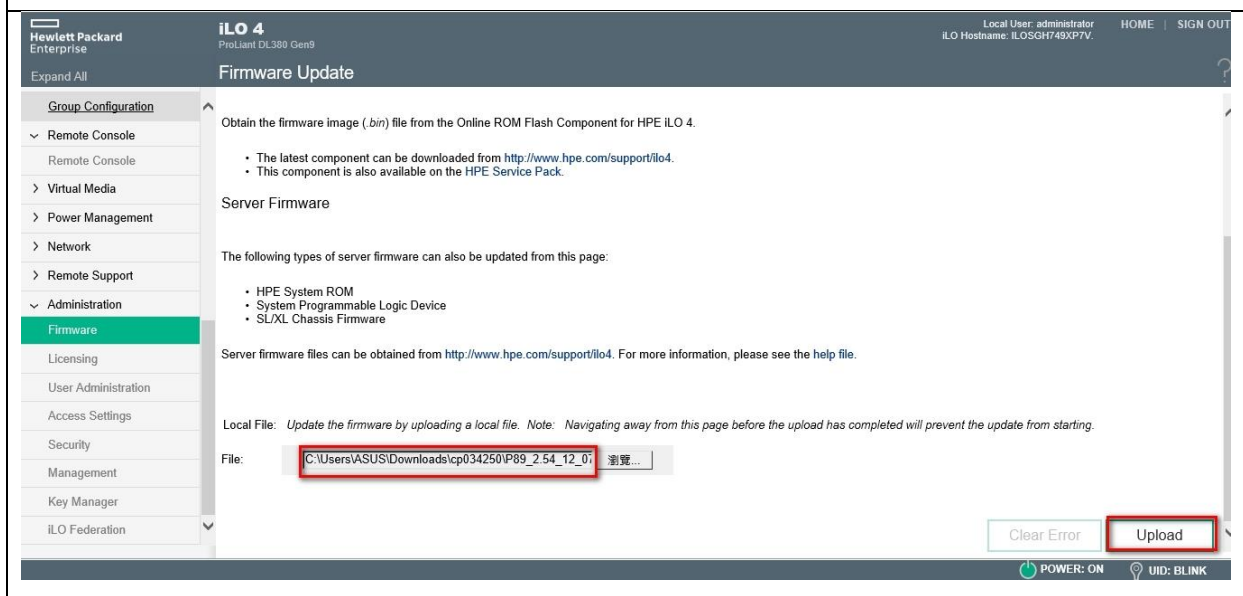 Hewlett Packard
Enterprise
iLO 4
ProLiant DL380 Gen9
Local User: administrator
iLO Hostname: ILOSGH749XP7V.
HOME | SIGN OUT
Expand All
Firmware Update
?
Group Configuration
Remote Console
Remote Console
Virtual Media
Power Management
Network
Remote Support
Administration
Firmware
Licensing
User Administration
Access Settings
Security
Management
Key Manager
iLO Federation
Obtain the firmware image (.bin) file from the Online ROM Flash Component for HPE iLO 4.
• The latest component can be downloaded from http://www.hpe.com/support/ilo4.
• This component is also available on the HPE Service Pack.
Server Firmware
The following types of server firmware can also be updated from this page:
• HPE System ROM
• System Programmable Logic Device
• SL/XL Chassis Firmware
Server firmware files can be obtained from http://www.hpe.com/support/ilo4. For more information, please see the help file.
Local File: Update the firmware by uploading a local file. Note: Navigating away from this page before the upload has completed will prevent the update from starting.
File: C:\Users\ASUS\Downloads\cp034250\P89_2.54_12_07 瀏覽...
Clear Error Upload
POWER: ON UID: BLINK